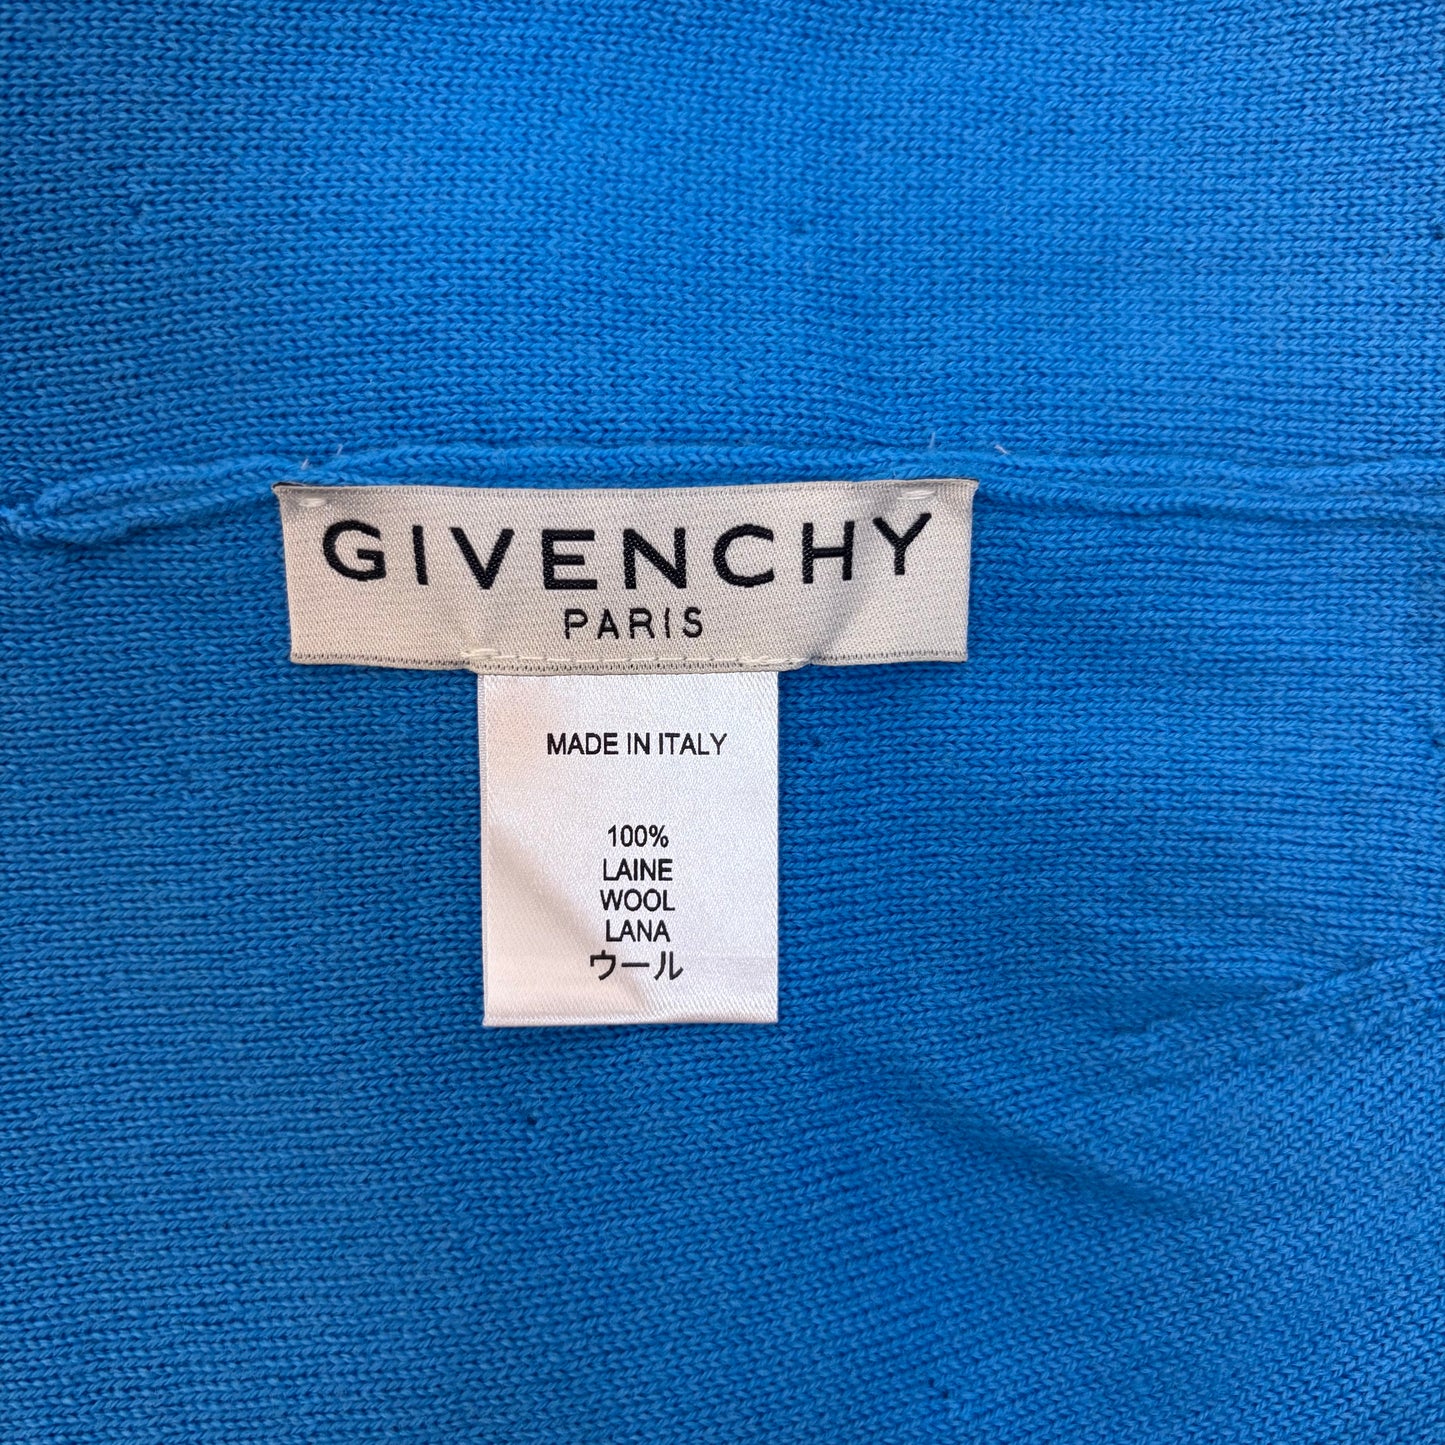 GIVENCHY
PARIS
MADE IN ITALY
100%
LAINE
WOOL
LANA
ウール